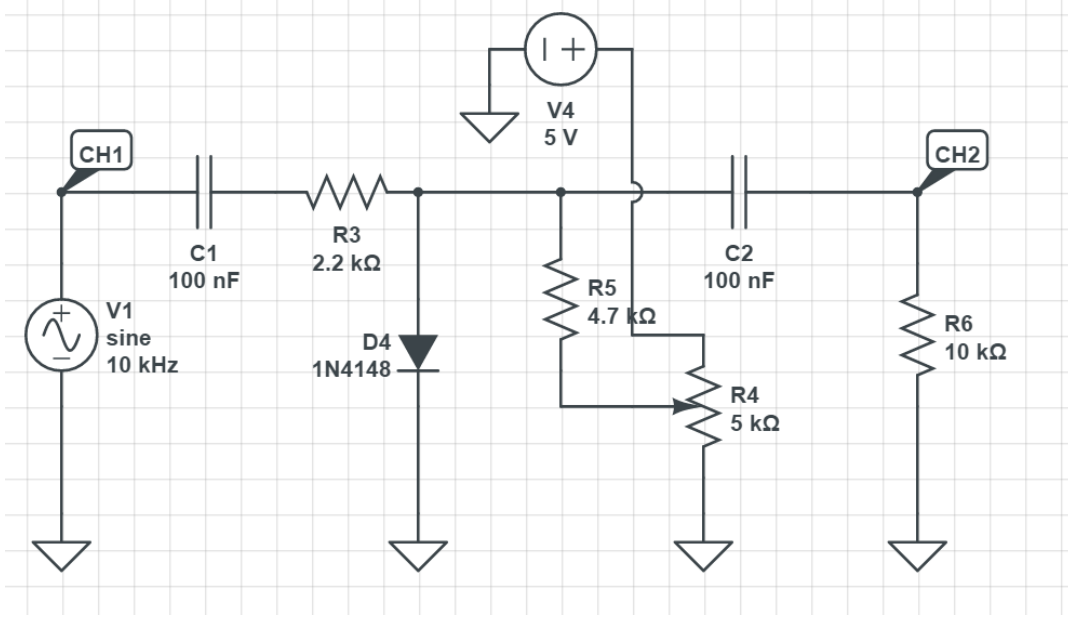 V4
5 V
CH1
CH2
R3
2.2 kΩ
C1
100 nF
C2
100 nF
R5
4.7 kΩ
V1
sine
10 kHz
D4
1N4148
R4
5 kΩ
R6
10 kΩ